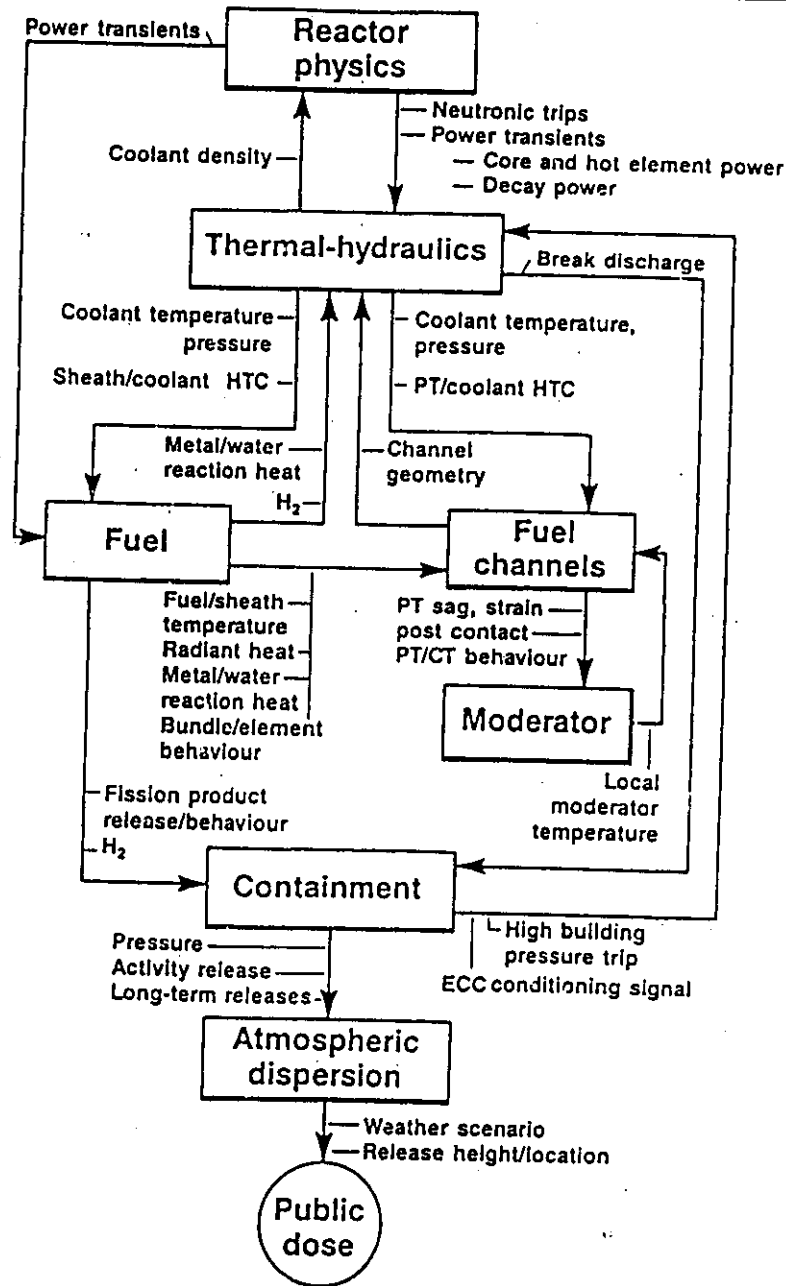 Power transients
Reactor
physics
Neutronic trips
Power transients
Core and hot element power
Decay power
Coolant density
Thermal-hydraulics
Break discharge
Coolant temperature
pressure
Sheath/coolant HTC
Coolant temperature,
pressure
PT/coolant HTC
Metal/water
reaction heat
H₂
Channel
geometry
Fuel
Fuel
channels
Fuel/sheath
temperature
Radiant heat
Metal/water
reaction heat
Bundle/element
behaviour
PT sag, strain
post contact
PT/CT behaviour
Moderator
Local
moderator
temperature
Fission product
release/behaviour
H₂
Containment
High building
pressure trip
ECC conditioning signal
Pressure
Activity release
Long-term releases
Atmospheric
dispersion
Weather scenario
Release height/location
Public
dose